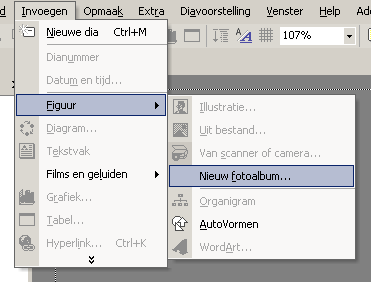 d Invoegen Opmaak Extra Diavoorstelling Venster Help Ado
107%
Nieuwe dia Ctrl+M
Dianummer
Datum en tijd...
Figuur
Diagram...
Tekstvak
Films en geluiden
Grafiek...
Tabel...
Hyperlink... Ctrl+K
Illustratie...
Uit bestand...
Van scanner of camera...
Nieuw fotoalbum...
Organigram
AutoVormen
WordArt...